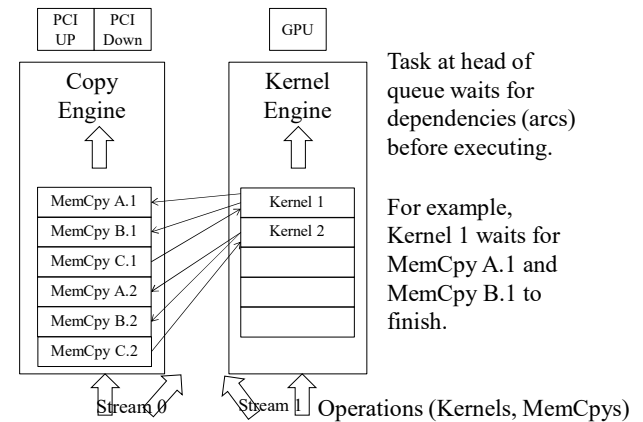 PCI
UP
PCI
Down
GPU
Copy
Engine
Kernel
Engine
MemCpy A.1
MemCpy B.1
MemCpy C.1
MemCpy A.2
MemCpy B.2
MemCpy C.2
Kernel 1
Kernel 2
Task at head of
queue waits for
dependencies (arcs)
before executing.
For example,
Kernel 1 waits for
MemCpy A.1 and
MemCpy B.1 to
finish.
Stream 0
Stream 1
Operations (Kernels, MemCpys)